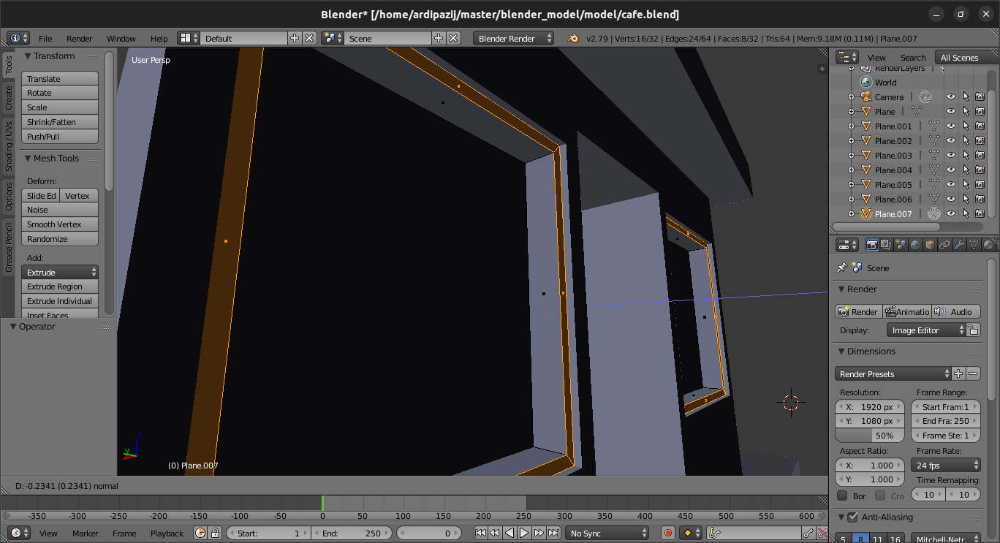 Blender* [/home/ardipazij/master/blender_model/model/cafe.blend]
File Render Window Help Default Scene Blender Render v2.79 | Verts:16/32 | Edges:24/64 | Faces:8/32 | Tris:64 | Mem:9.18M (0.11M) | Plane.007
Tools
Create
Shading / UVs
Options
Grease Pencil
Transform
Translate
Rotate
Scale
Shrink/Fatten
Push/Pull
Mesh Tools
Deform:
Slide Ed Vertex
Noise
Smooth Vertex
Randomize
Add:
Extrude
Extrude Region
Extrude Individual
Inset Faces
Operator
User Persp
(0) Plane.007
D: -0.2341 (0.2341) normal
View Search All Scenes
RenderLayers
World
Camera
Plane
Plane.001
Plane.002
Plane.003
Plane.004
Plane.005
Plane.006
Plane.007
Scene
Render
Render Animatio Audio
Display: Image Editor
Dimensions
Render Presets
Resolution: Frame Range:
X: 1920 px Start Fram:1
Y: 1080 px End Fra: 250
50% Frame Ste: 1
Aspect Ratio: Frame Rate:
X: 1.000 24 fps
Y: 1.000 Time Remapping:
Bor Cro 10 10
Anti-Aliasing
5 8 11 16 Mitchell-Netr...
-350 -300 -250 -200 -150 -100 -50 0 50 100 150 200 250 300 350 400 450 500 550 600
View Marker Frame Playback Start: 1 End: 250 0 No Sync